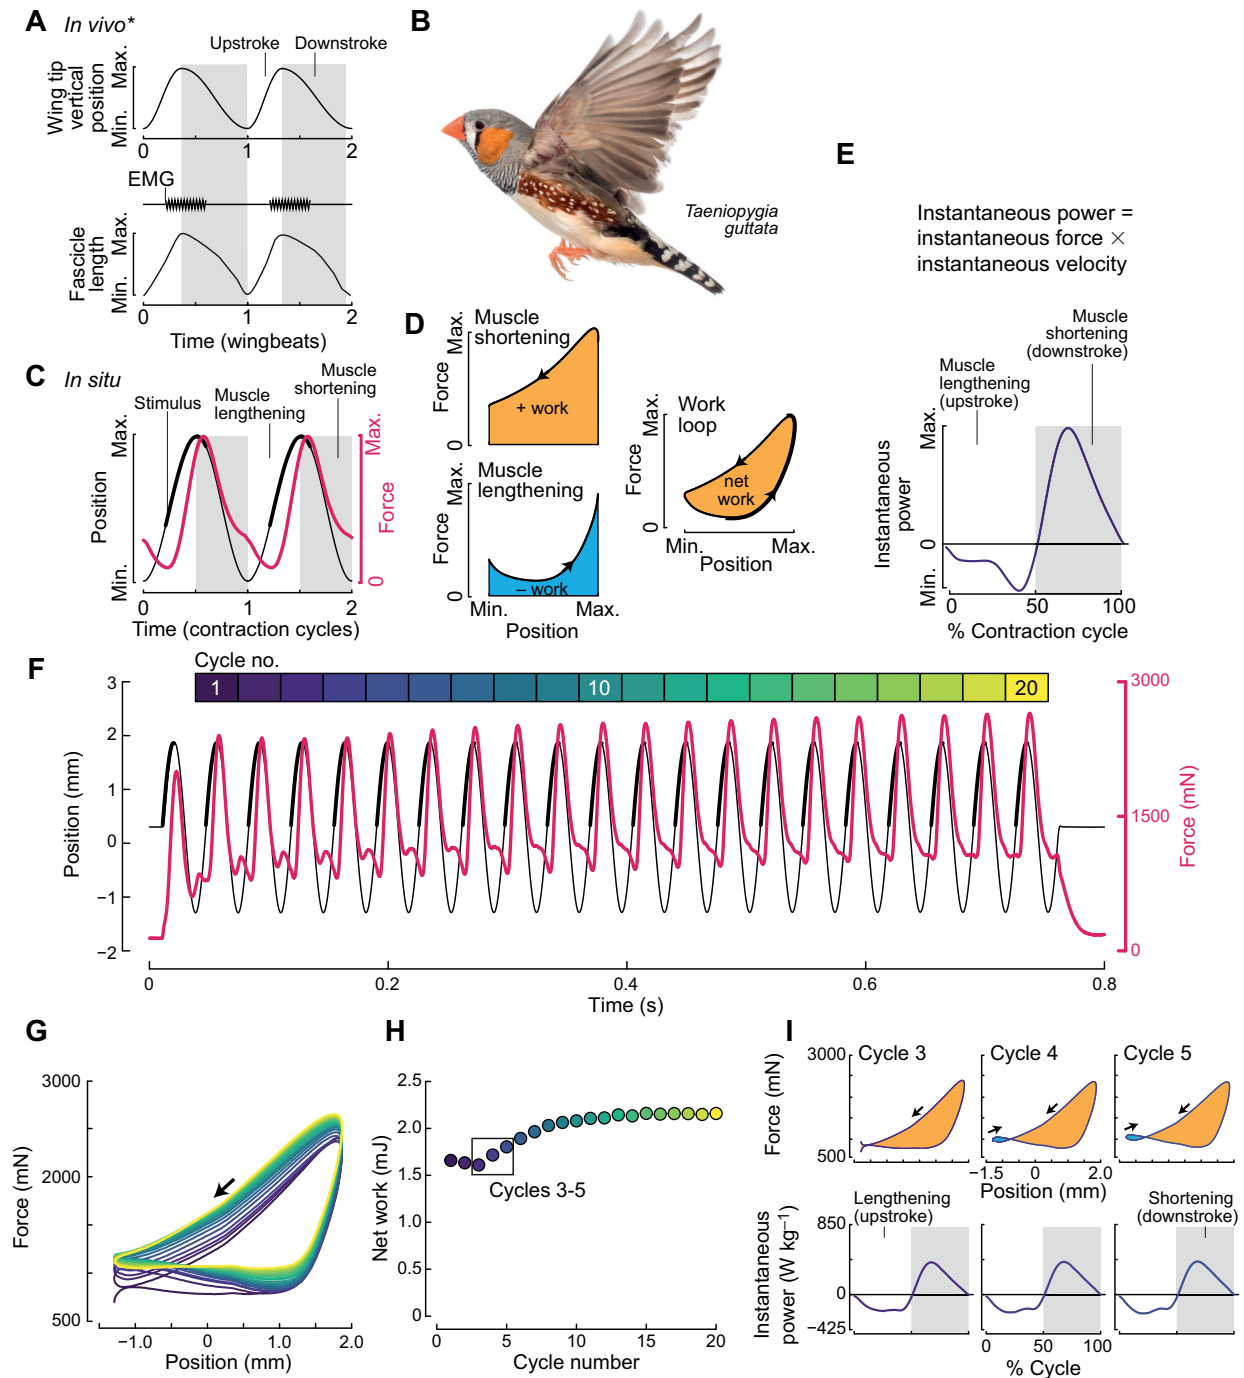 A In vivo*
Upstroke
Downstroke
Wing tip
vertical
position
Min.
Max.
0
1
2
EMG
Fascicle
length
Min.
Max.
0
1
2
Time (wingbeats)
B
Taeniopygia
guttata
C In situ
Stimulus
Muscle
lengthening
Muscle
shortening
Position
Min.
Max.
Force
0
Max.
0
1
2
Time (contraction cycles)
D
Muscle
shortening
Force
0
Max.
+ work
Muscle
lengthening
Force
0
Max.
– work
Min.
Max.
Position
Work
loop
Force
0
Max.
net
work
Min.
Max.
Position
E
Instantaneous power =
instantaneous force ×
instantaneous velocity
Muscle
shortening
(downstroke)
Muscle
lengthening
(upstroke)
Instantaneous
power
Max.
0
Min.
0
50
100
% Contraction cycle
F
Cycle no.
1
10
20
Position (mm)
3
2
1
0
−1
−2
Force (mN)
3000
1500
0
0
0.2
0.4
0.6
0.8
Time (s)
G
Force (mN)
3000
2000
500
−1.0
0
1.0
2.0
Position (mm)
H
Net work (mJ)
2.5
2.0
1.5
1.0
0.5
0
Cycles 3-5
0
5
10
15
20
Cycle number
I
Force (mN)
3000
500
Cycle 3
Cycle 4
Cycle 5
−1.5
0
2.0
Position (mm)
Lengthening
(upstroke)
Shortening
(downstroke)
Instantaneous
power (W kg–1)
850
0
−425
0
50
100
% Cycle